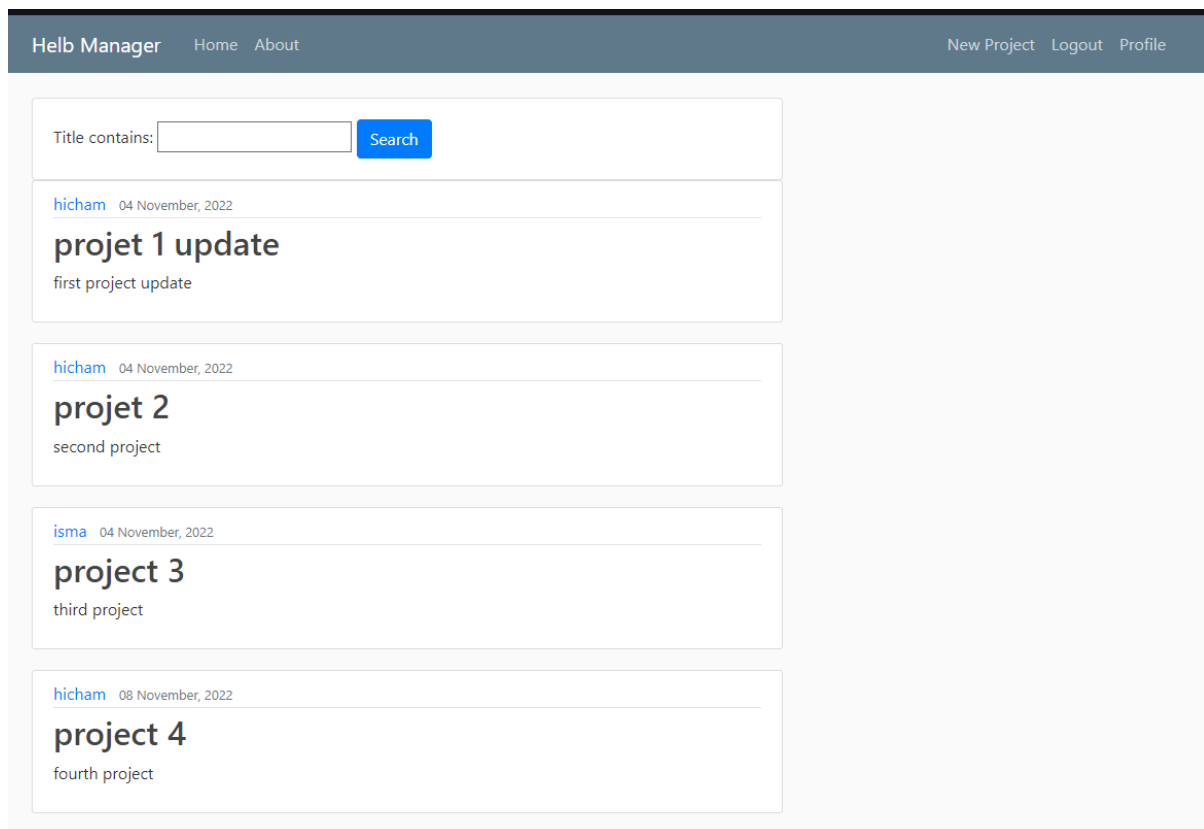 Helb Manager Home About New Project Logout Profile
Title contains: Search
hicham 04 November, 2022
projet 1 update
first project update
hicham 04 November, 2022
projet 2
second project
isma 04 November, 2022
project 3
third project
hicham 08 November, 2022
project 4
fourth project